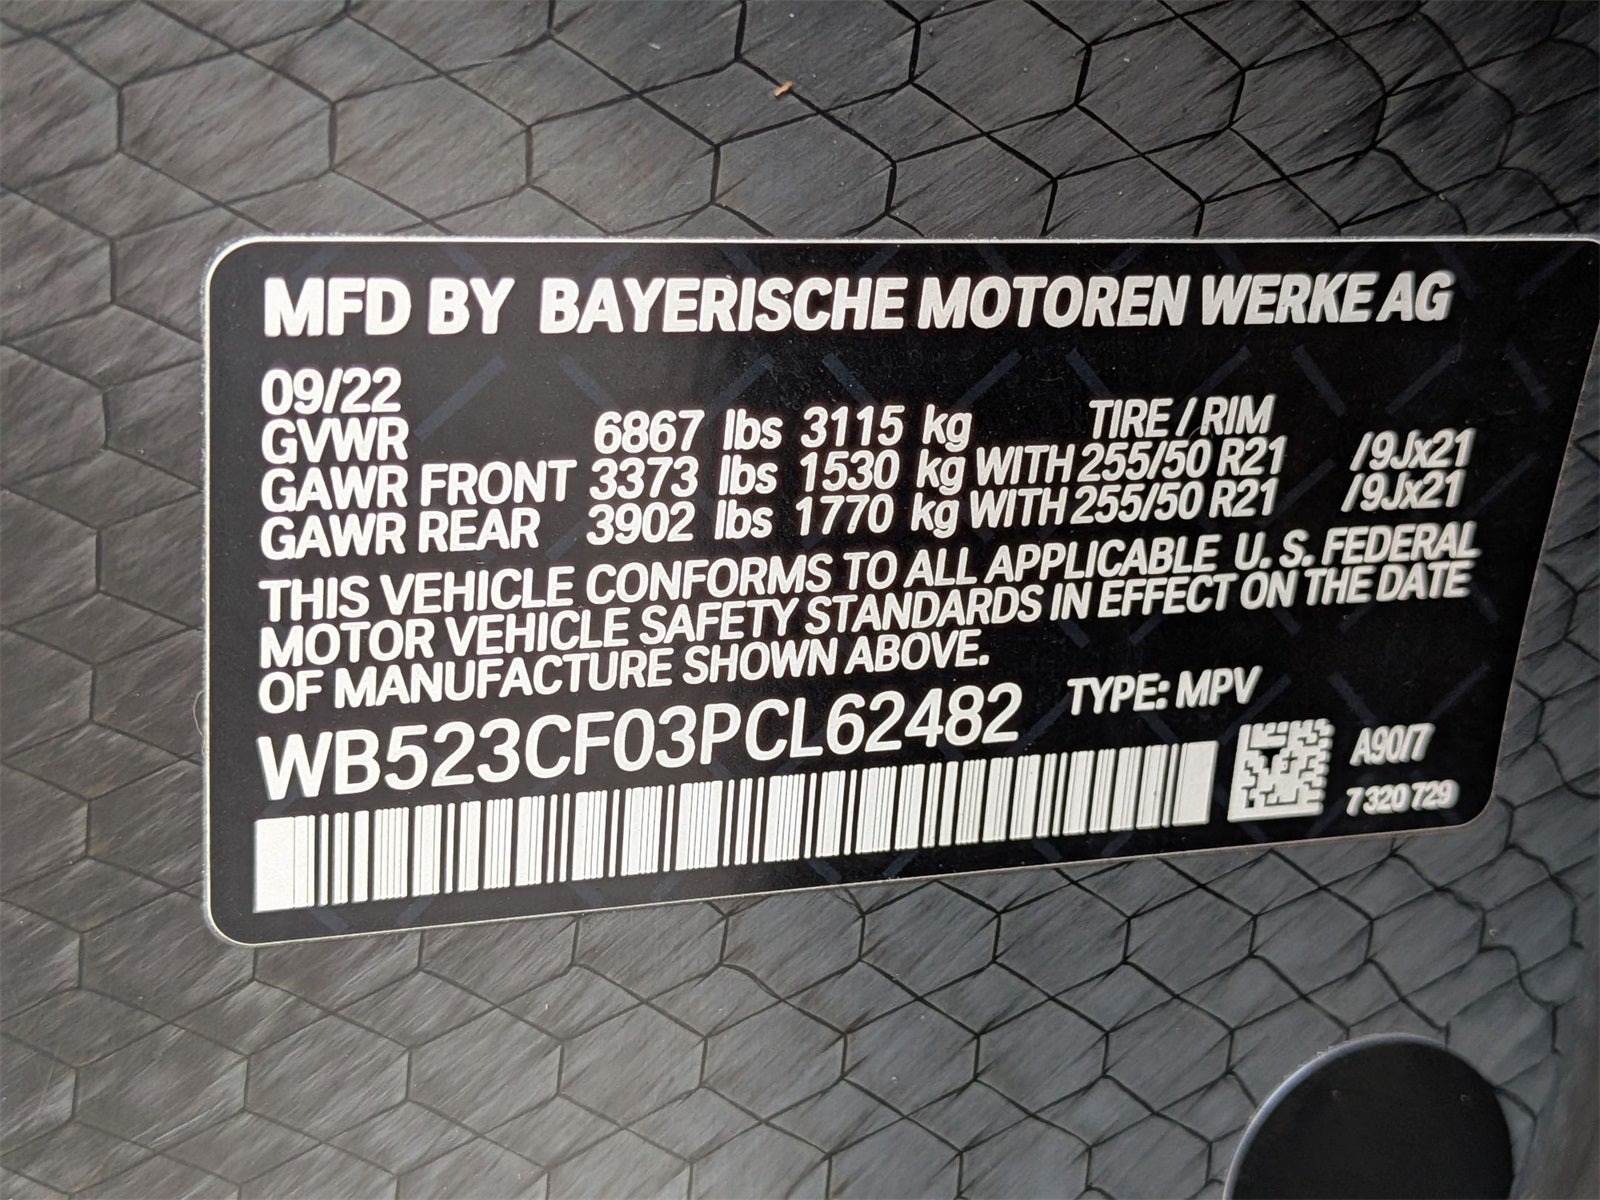 MFD BY BAYERISCHE MOTOREN WERKE AG
09/22
GVWR 6867 lbs 3115 kg TIRE / RIM
GAWR FRONT 3373 lbs 1530 kg WITH 255/50 R21 /9Jx21
GAWR REAR 3902 lbs 1770 kg WITH 255/50 R21 /9Jx21
THIS VEHICLE CONFORMS TO ALL APPLICABLE U. S. FEDERAL
MOTOR VEHICLE SAFETY STANDARDS IN EFFECT ON THE DATE
OF MANUFACTURE SHOWN ABOVE.
WB523CF03PCL62482 TYPE: MPV
A90/7
7 320 729